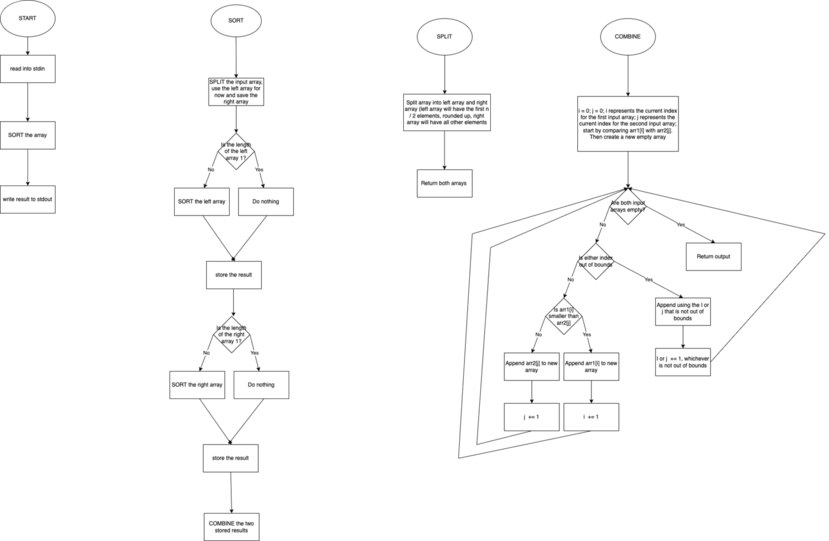 START
read into stdin
SORT the array
write result to stdout
SORT
SPLIT the input array,
use the left array for
now and save the
right array
Is the length
of the left
array 1?
No
Yes
SORT the left array
Do nothing
store the result
Is the length
of the right
array 1?
No
Yes
SORT the right array
Do nothing
store the result
COMBINE the two
stored results
SPLIT
Split array into left array and right
array (left array will have the first n
/ 2 elements, rounded up, right
array will have all other elements
Return both arrays
COMBINE
i = 0; j = 0; i represents the current index
for the first input array; j represents the
current index for the second input array;
start by comparing arr1[i] with arr2[j].
Then create a new empty array
Are both input
arrays empty?
No
Yes
Return output
Is either index
out of bounds
No
Yes
Is arr1[i]
smaller than
arr2[j]
No
Yes
Append arr2[j] to new
array
Append arr1[i] to new
array
j += 1
i += 1
Append using the I or
j that is not out of
bounds
I or j += 1, whichever
is not out of bounds